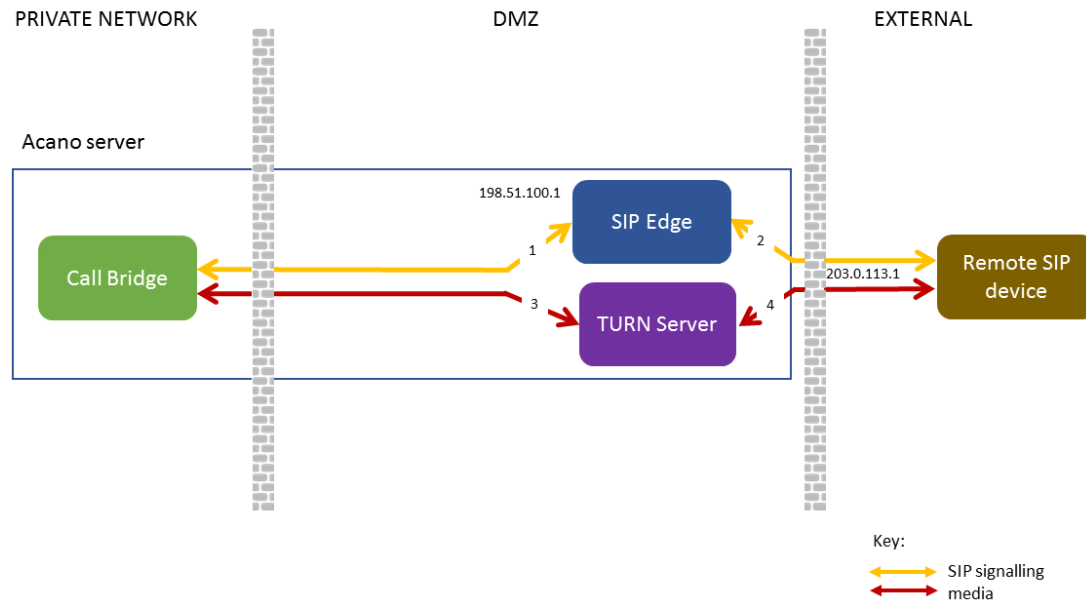 PRIVATE NETWORK
DMZ
EXTERNAL
Acano server
198.51.100.1
SIP Edge
1
2
Call Bridge
203.0.113.1
Remote SIP
device
3
TURN Server
4
Key:
SIP signalling
media